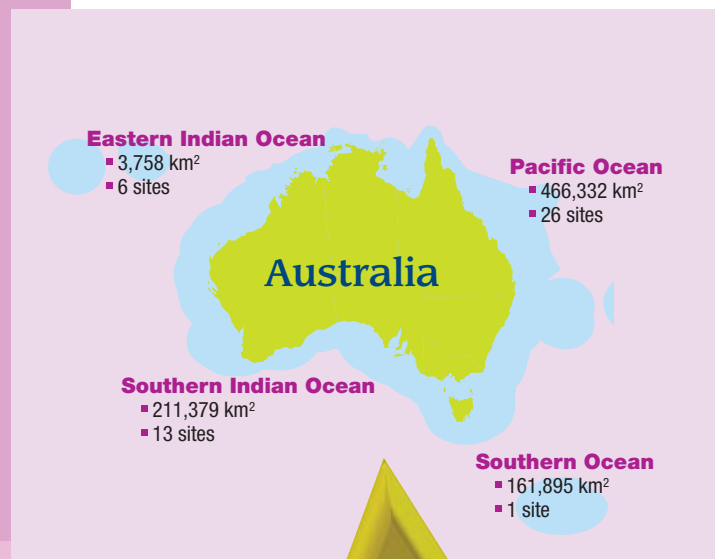 Eastern Indian Ocean
▪ 3,758 km²
▪ 6 sites
Pacific Ocean
▪ 466,332 km²
▪ 26 sites
Australia
Southern Indian Ocean
▪ 211,379 km²
▪ 13 sites
Southern Ocean
▪ 161,895 km²
▪ 1 site